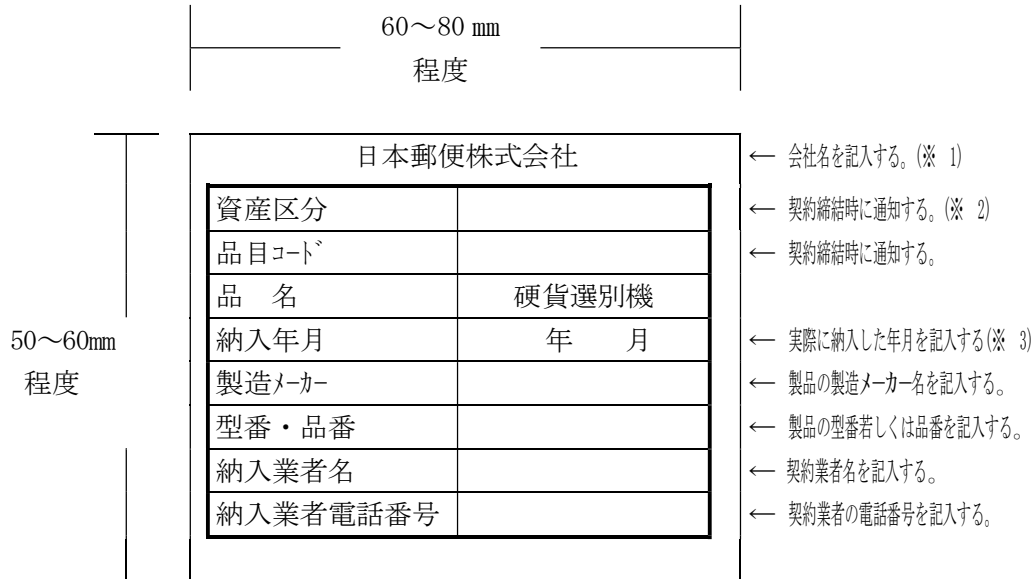 60～80 ㎜
程度
日本郵便株式会社 ← 会社名を記入する。(※ 1)
資産区分 ← 契約締結時に通知する。(※ 2)
品目ｺｰﾄﾞ ← 契約締結時に通知する。
品　名 硬貨選別機
納入年月 年　　月 ← 実際に納入した年月を記入する(※ 3)
50～60mm
程度
製造ﾒｰｶｰ ← 製品の製造メーカー名を記入する。
型番・品番 ← 製品の型番若しくは品番を記入する。
納入業者名 ← 契約業者名を記入する。
納入業者電話番号 ← 契約業者の電話番号を記入する。